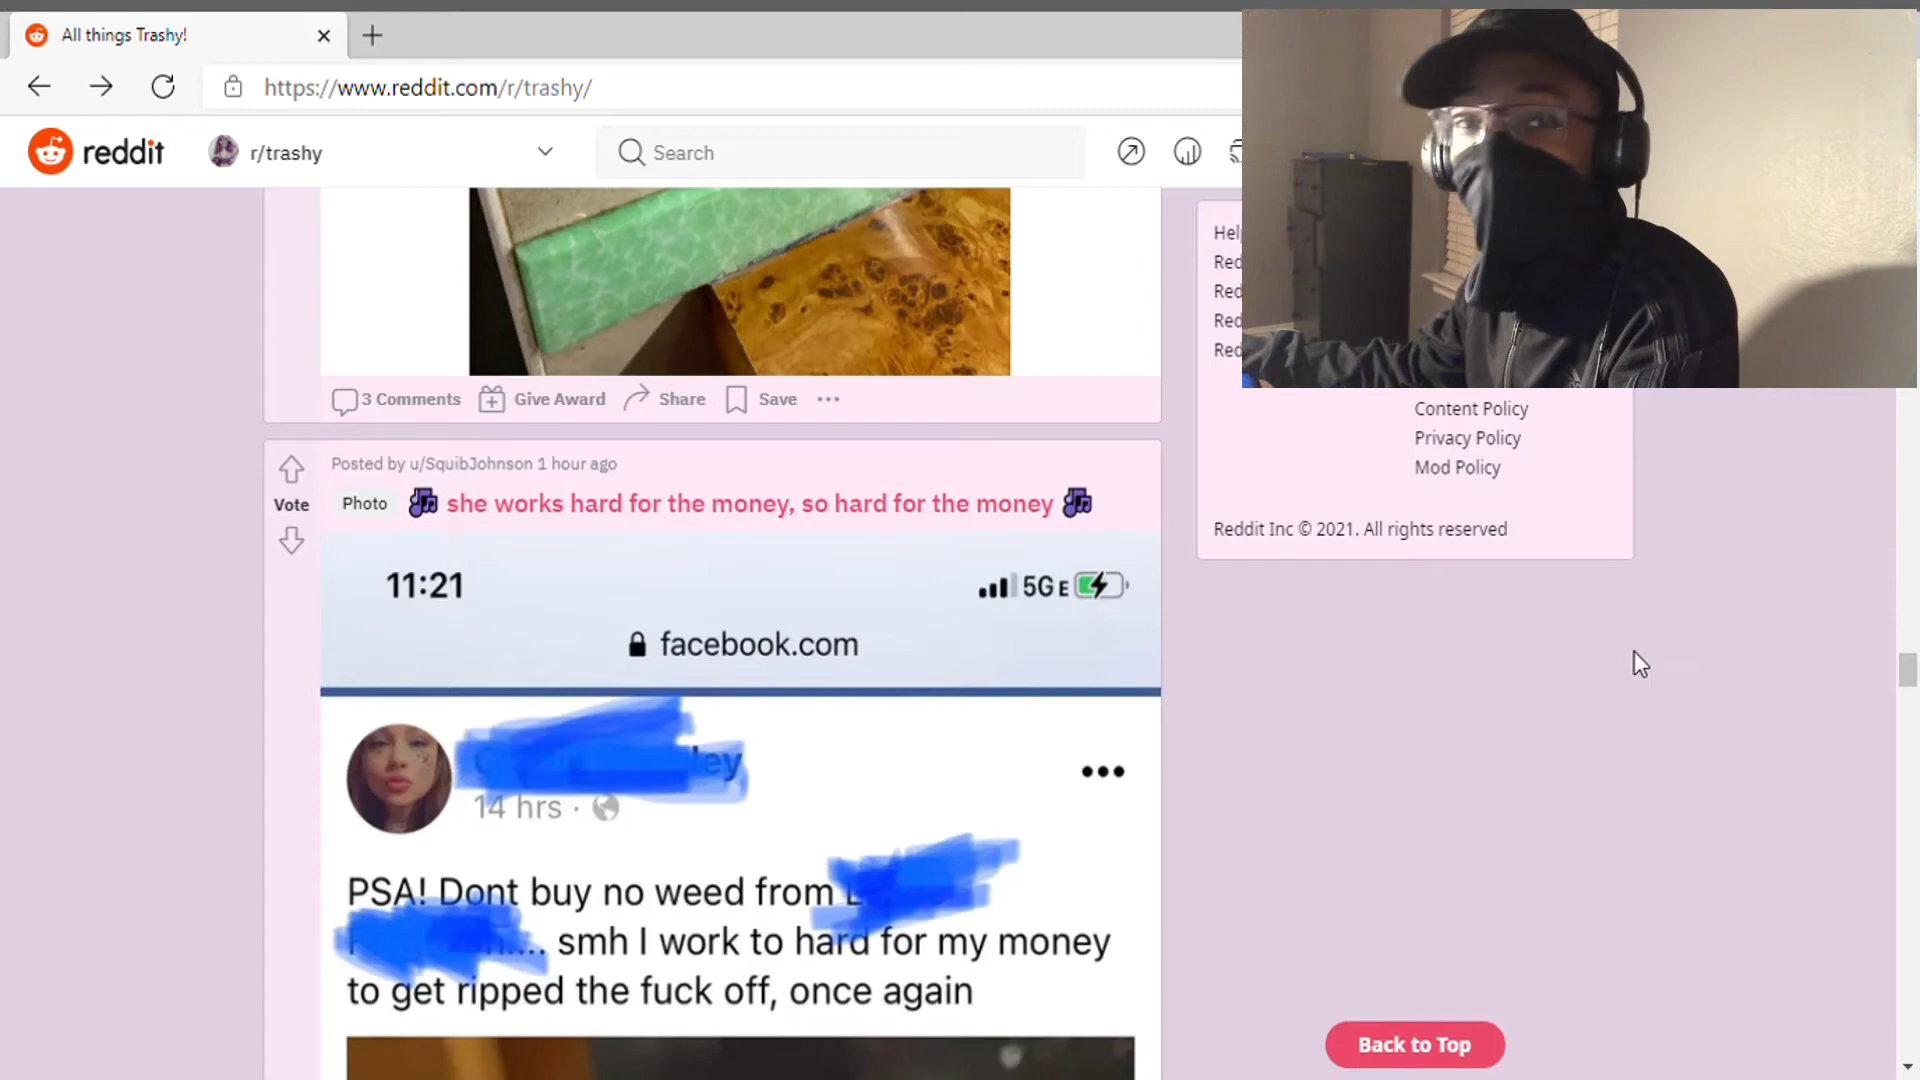 All things Trashy!
https://www.reddit.com/r/trashy/
reddit
r/trashy
Search
3 Comments
Give Award
Share
Save
Posted by u/SquibJohnson 1 hour ago
Vote
Photo
she works hard for the money, so hard for the money
11:21
5GE
facebook.com
14 hrs ·
PSA! Dont buy no weed from
smh I work to hard for my money
to get ripped the fuck off, once again
Content Policy
Privacy Policy
Mod Policy
Reddit Inc © 2021. All rights reserved
Back to Top